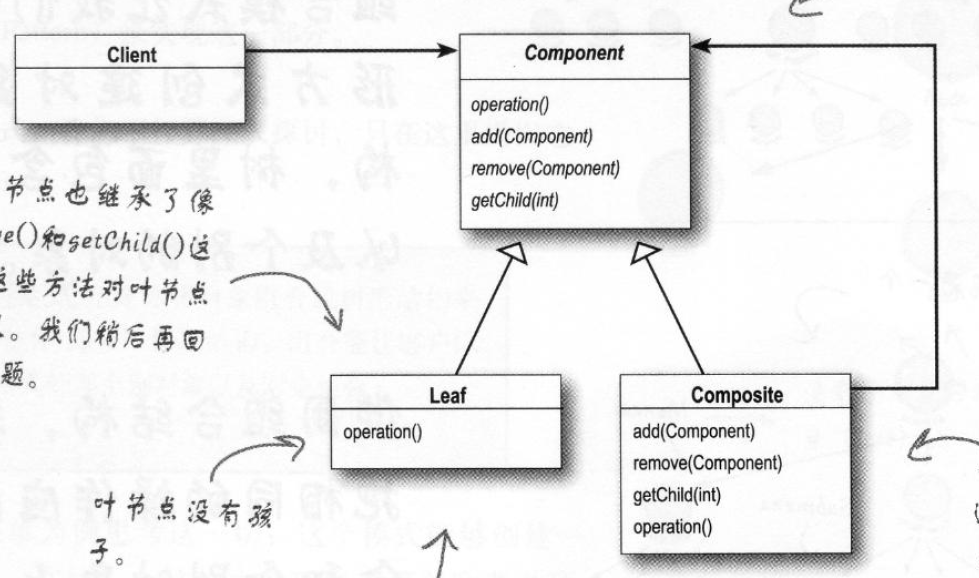 Client
Component
operation()
add(Component)
remove(Component)
getChild(int)
节点也继承了像
e()和getChild()这
这些方法对叶节点
。我们稍后再回
题。
Leaf
operation()
Composite
add(Component)
remove(Component)
getChild(int)
operation()
叶节点没有孩
子。